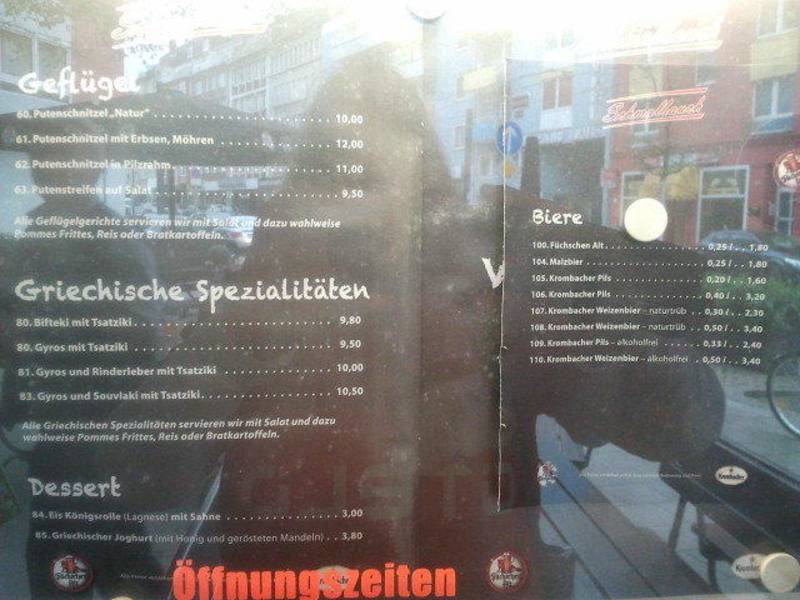 Geflügel
60. Putenschnitzel „Natur“ 10,00
61. Putenschnitzel mit Erbsen, Möhren 12,00
62. Putenschnitzel in Pilzrahm 11,00
63. Putenstreifen auf Salat 9,50
Alle Geflügelgerichte servieren wir mit Salat und dazu wahlweise
Pommes Frittes, Reis oder Bratkartoffeln.
Griechische Spezialitäten
80. Bifteki mit Tsatziki 9,80
80. Gyros mit Tsatziki 9,50
81. Gyros und Rinderleber mit Tsatziki 10,00
83. Gyros und Souvlaki mit Tsatziki 10,50
Alle Griechischen Spezialitäten servieren wir mit Salat und dazu
wahlweise Pommes Frittes, Reis oder Bratkartoffeln.
Dessert
84. Eis Königsrolle (Lagnese) mit Sahne 3,00
85. Griechischer Joghurt (mit Honig und gerösteten Mandeln) 3,80
Öffnungszeiten
Biere
100. Füchschen Alt 0,25 / 1,80
104. Malzbier 0,25 / 1,80
105. Krombacher Pils 0,20 / 1,60
106. Krombacher Pils 0,40 / 3,20
107. Krombacher Weizenbier – naturtrüb 0,30 / 2,30
108. Krombacher Weizenbier – naturtrüb 0,50 / 3,40
109. Krombacher Pils – alkoholfrei 0,33 / 2,40
110. Krombacher Weizenbier – alkoholfrei 0,50 / 3,40
Krombacher